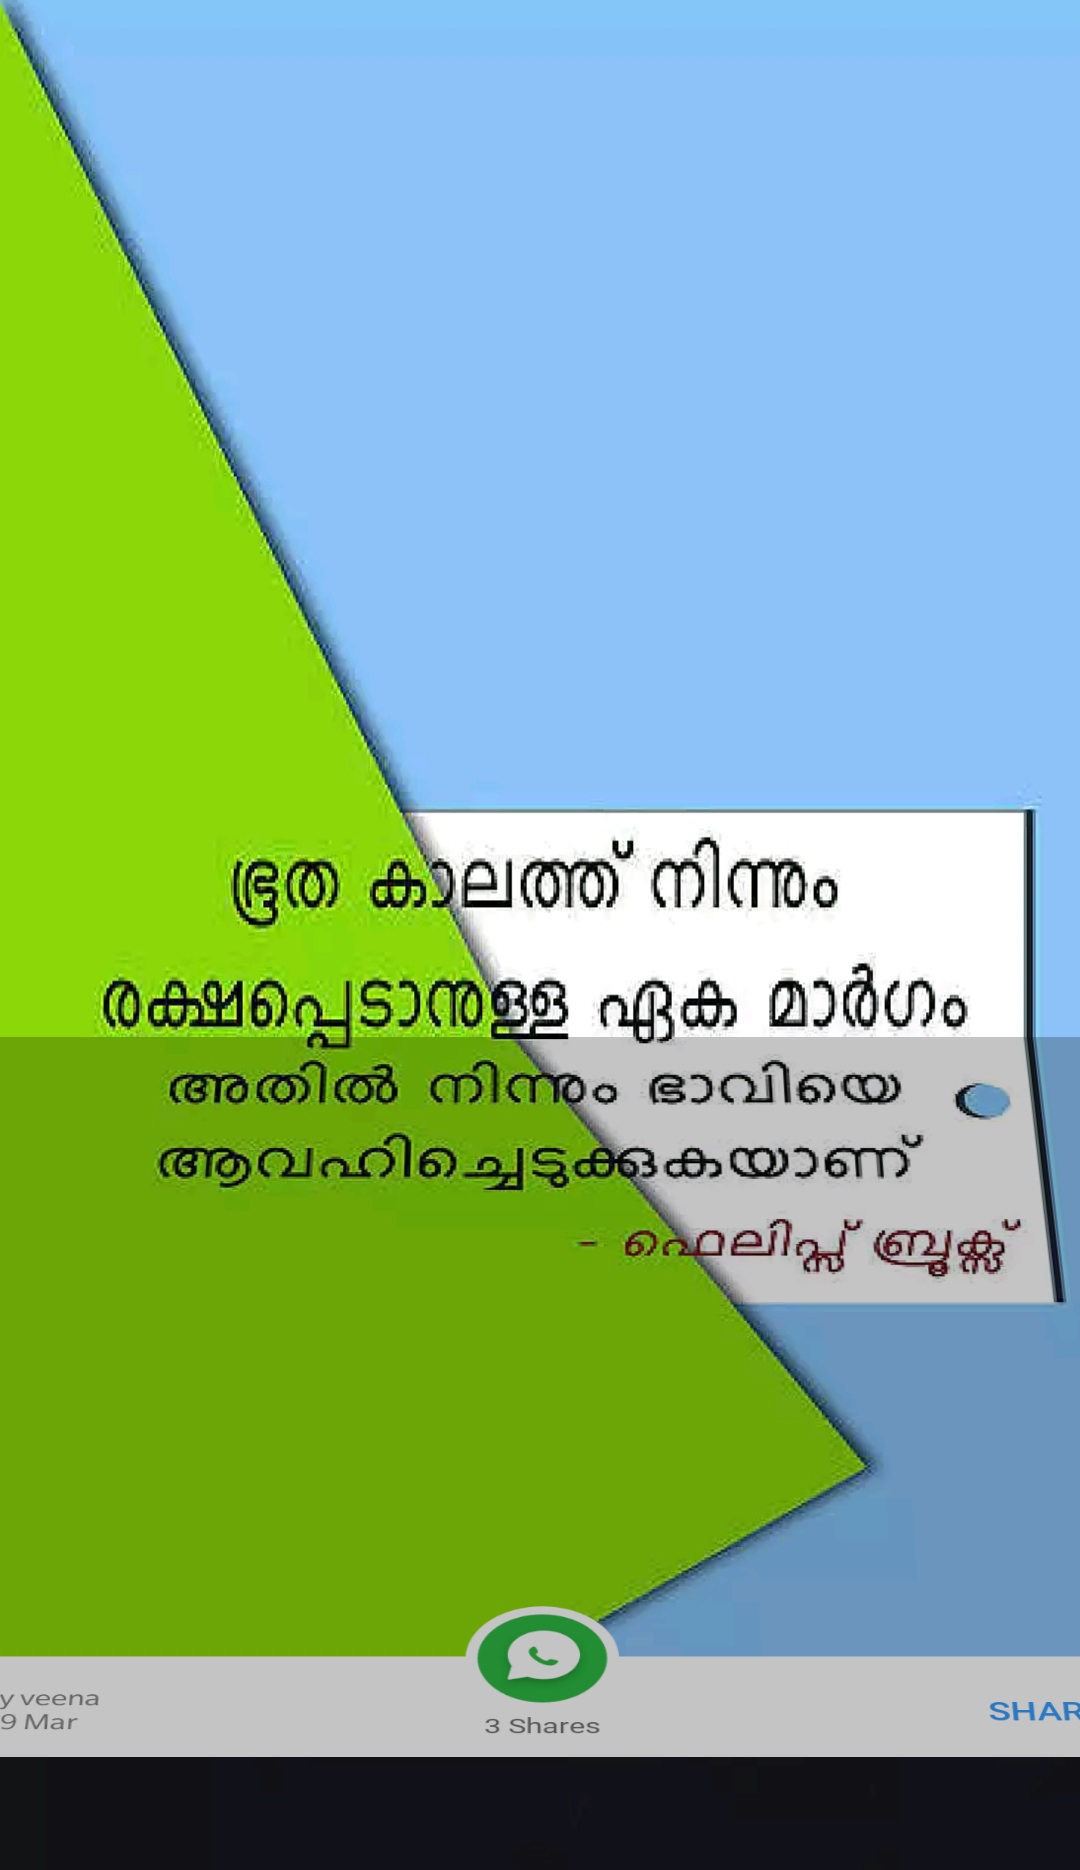 ഭൂത കാലത്ത് നിന്നും
രക്ഷപ്പെടാനുള്ള ഏക മാർഗം
അതിൽ നിന്നും ഭാവിയെ
ആവഹിച്ചെടുക്കുകയാണ്
- ഫെലിപ്സ് ബ്രൂക്സ്
y veena
9 Mar
3 Shares
SHAR